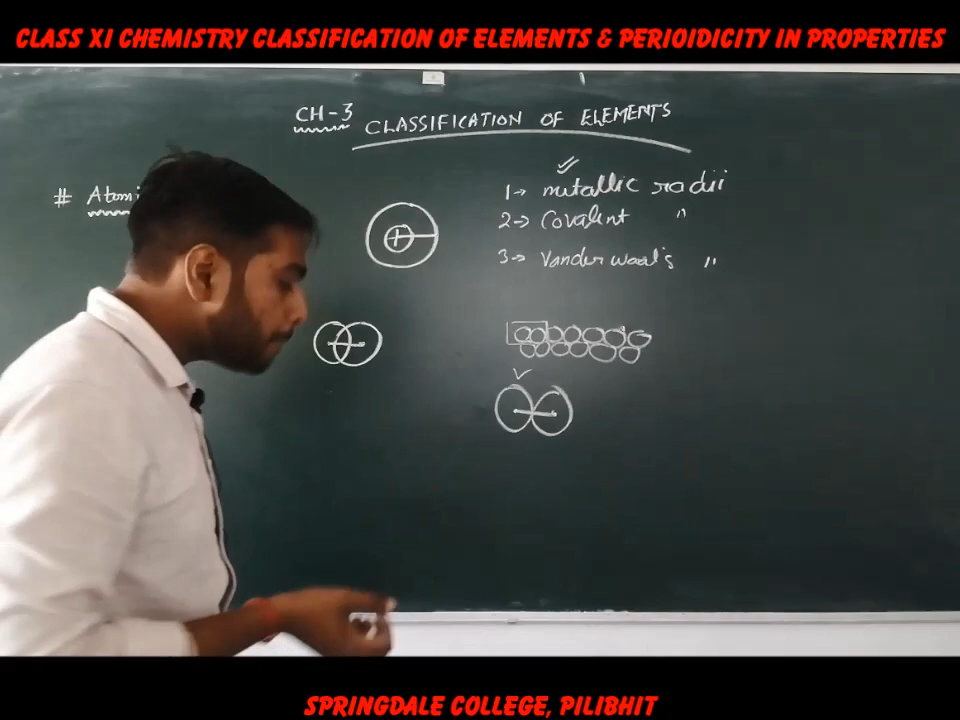 CLASS XI CHEMISTRY CLASSIFICATION OF ELEMENTS & PERIOIDICITY IN PROPERTIES
CH-3 CLASSIFICATION OF ELEMENTS
# Atomi
1→ metallic radii
2→ Covalent "
3→ Vander waal's "
+
SPRINGDALE COLLEGE, PILIBHIT